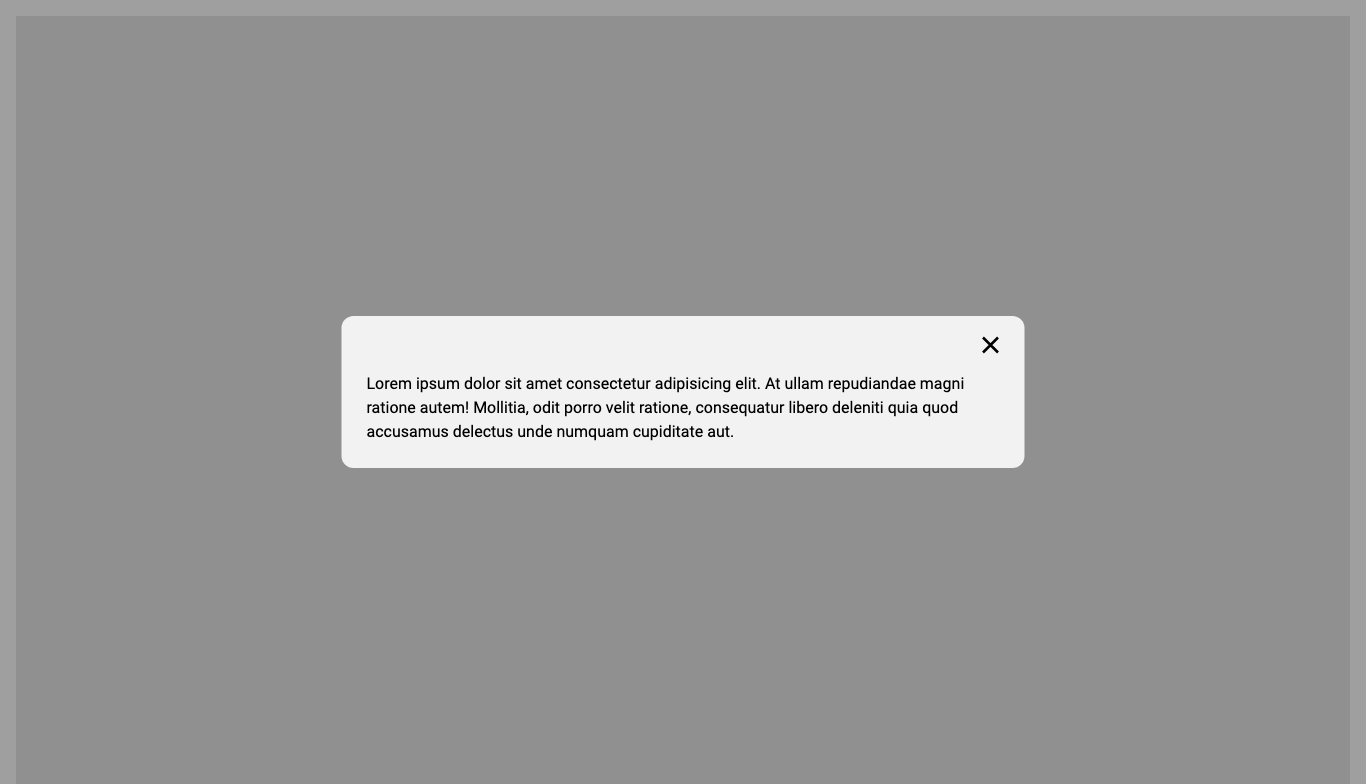 Lorem ipsum dolor sit amet consectetur adipisicing elit. At ullam repudiandae magni
ratione autem! Mollitia, odit porro velit ratione, consequatur libero deleniti quia quod
accusamus delectus unde numquam cupiditate aut.